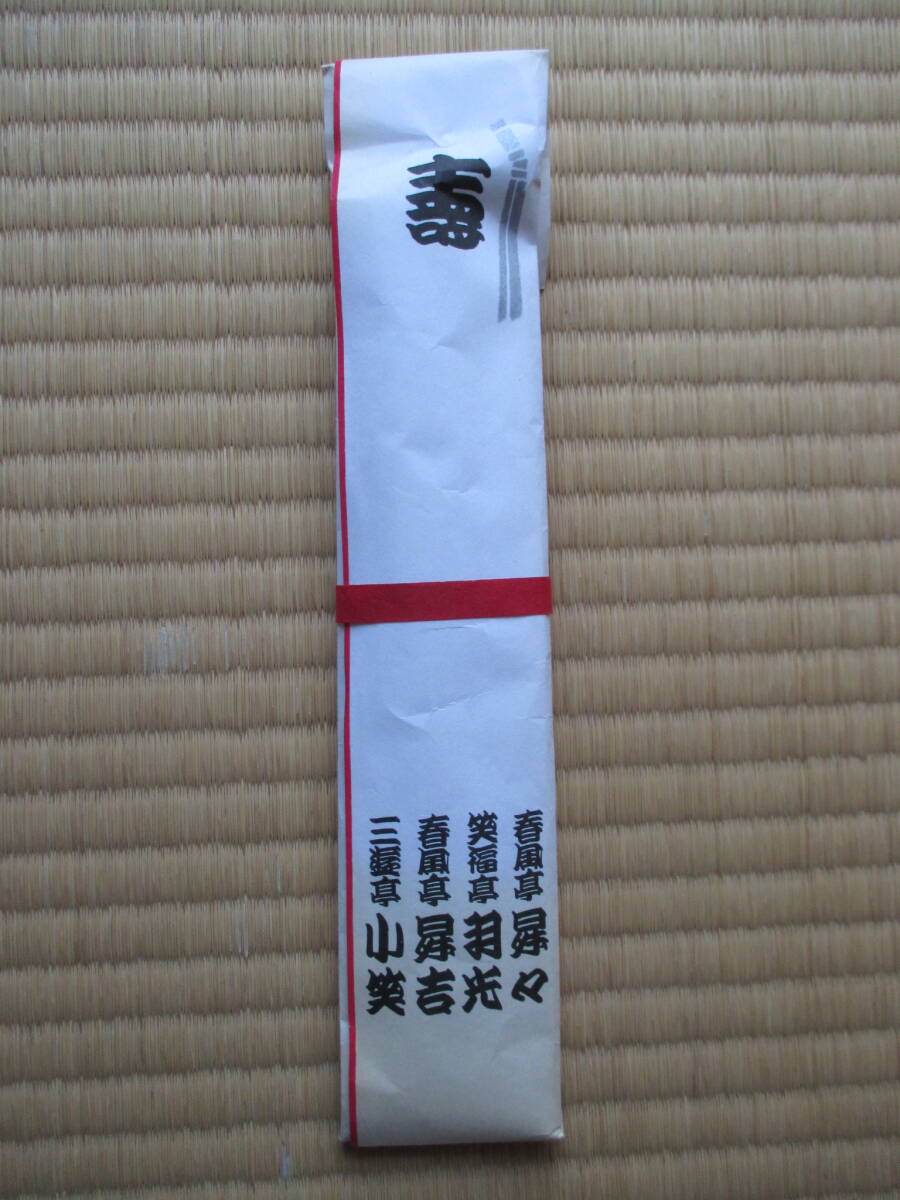 壽
春風亭 昇々
笑福亭 羽光
春風亭 昇吉
三遊亭 小笑